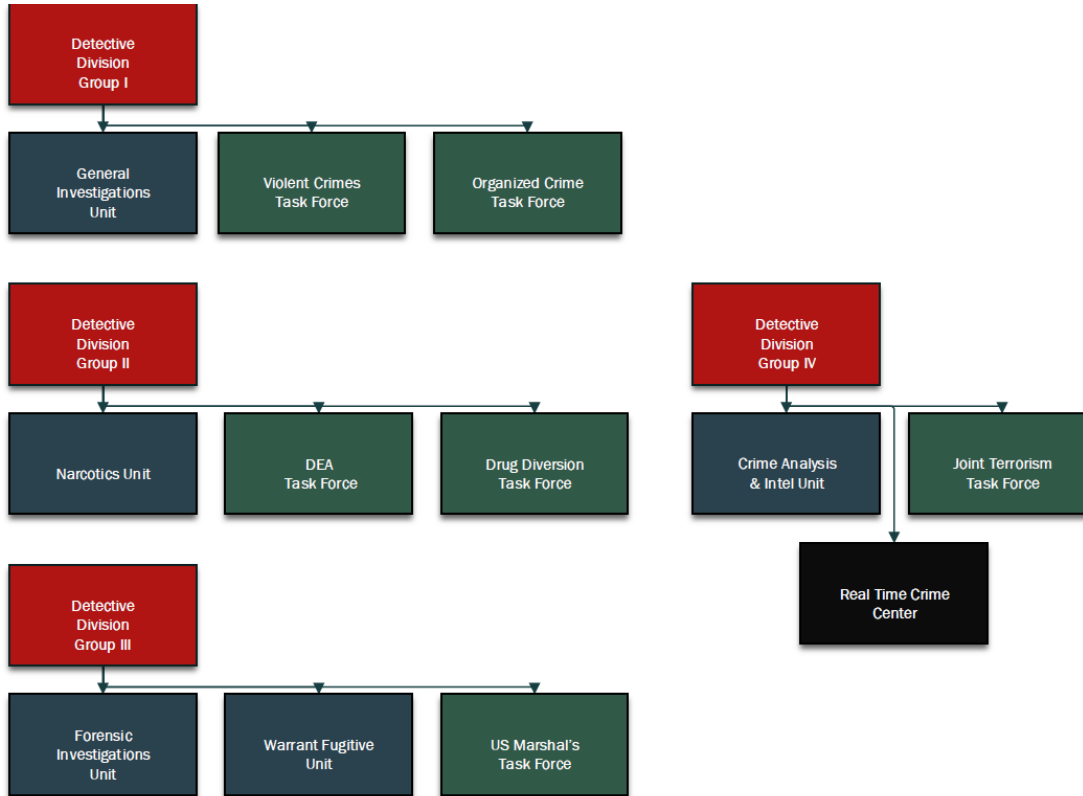 Detective
Division
Group I
General
Investigations
Unit
Violent Crimes
Task Force
Organized Crime
Task Force
Detective
Division
Group II
Narcotics Unit
DEA
Task Force
Drug Diversion
Task Force
Detective
Division
Group III
Forensic
Investigations
Unit
Warrant Fugitive
Unit
US Marshal's
Task Force
Detective
Division
Group IV
Crime Analysis
& Intel Unit
Joint Terrorism
Task Force
Real Time Crime
Center